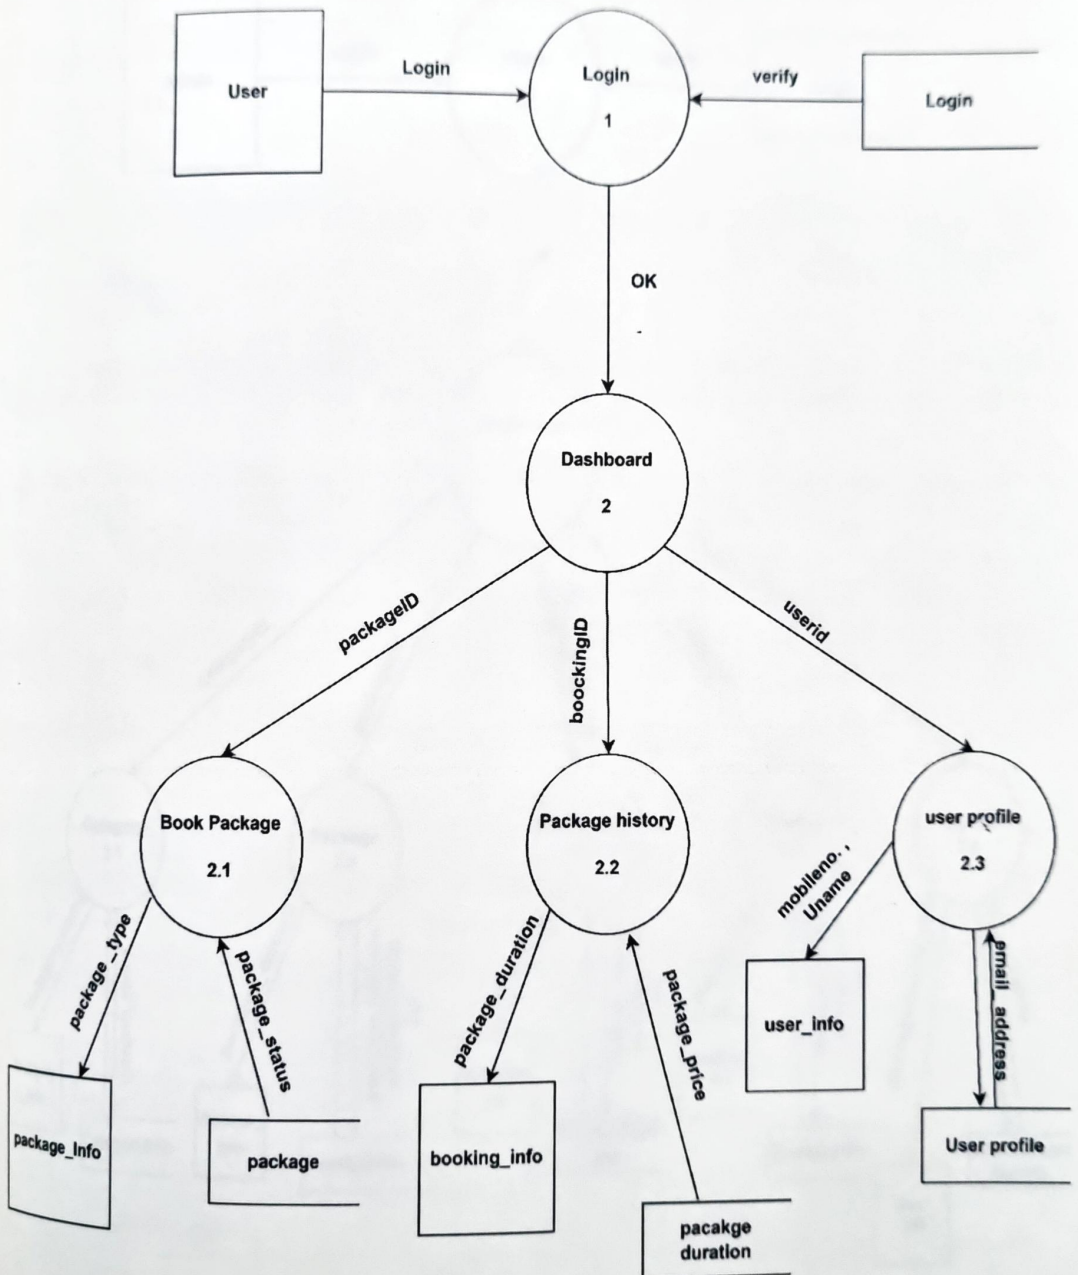 User
Login
Login
1
verify
Login
OK
Dashboard
2
packageID
boockingID
userid
Book Package
2.1
Package history
2.2
user profile
2.3
package_type
package_status
package_duration
package_price
mobileno. ,
Uname
email_address
package_Info
package
booking_info
pacakge
duration
user_info
User profile